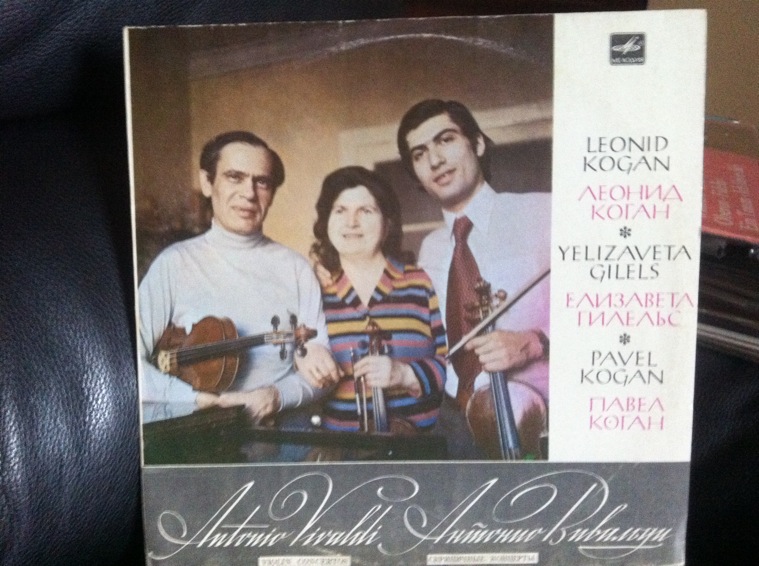 МЕЛОДИЯ
LEONID
KOGAN
ЛЕОНИД
КОГАН
*
YELIZAVETA
GILELS
ЕЛИЗАВЕТА
ГИЛЕЛЬС
*
PAVEL
KOGAN
ПАВЕЛ
КОГАН
Antonio Vivaldi Антонио Вивальди
VIOLIN CONCERTOS СКРИПИЧНЫЕ КОНЦЕРТЫ